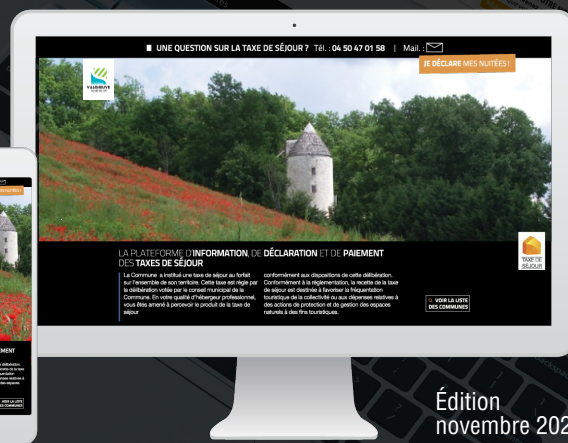 UNE QUESTION SUR LA TAXE DE SÉJOUR ? Tél. : 04 50 47 01 58 | Mail. :
JE DÉCLARE MES NUITÉES !
VILLENEUVE
LA PLATEFORME D'INFORMATION, DE DÉCLARATION ET DE PAIEMENT
DES TAXES DE SÉJOUR
La Commune a institué une taxe de séjour au forfait
sur l'ensemble de son territoire. Cette taxe est régie par
la délibération votée par le conseil municipal de la
Commune. En votre qualité d'hébergeur professionnel,
vous êtes amené à percevoir le produit de la taxe
séjour
conformément aux dispositions de cette délibération.
Conformément à la réglementation, la recette de la taxe
de séjour est destinée à favoriser la fréquentation
touristique de la collectivité ou aux dépenses relatives à
des actions de protection et de gestion des espaces
naturels à des fins touristiques.
TAXE DE
SÉJOUR
VOIR LA LISTE
DES COMMUNES
EMENT
VOIR LA LISTE
DES COMMUNES
Édition
novembre 202